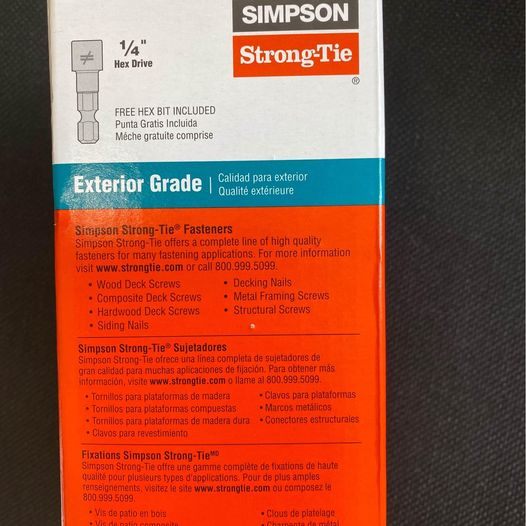 SIMPSON
Strong-Tie
®
≠
1/4"
Hex Drive
FREE HEX BIT INCLUDED
Punta Gratis Incluida
Méche gratuite comprise
Exterior Grade | Calidad para exterior
Qualité extérieure
Simpson Strong-Tie® Fasteners
Simpson Strong-Tie offers a complete line of high quality
fasteners for many fastening applications. For more information
visit www.strongtie.com or call 800.999.5099.
• Wood Deck Screws
• Composite Deck Screws
• Hardwood Deck Screws
• Siding Nails
• Decking Nails
• Metal Framing Screws
• Structural Screws
Simpson Strong-Tie® Sujetadores
Simpson Strong-Tie ofrece una línea completa de sujetadores de
gran calidad para muchas aplicaciones de fijación. Para obtener más
información, visite www.strongtie.com o llame al 800.999.5099.
• Tornillos para plataformas de madera
• Tornillos para plataformas compuestas
• Tornillos para plataformas de madera dura
• Clavos para revestimiento
• Clavos para plataformas
• Marcos metálicos
• Conectores estructurales
Fixations Simpson Strong-TieMD
Simpson Strong-Tie offre une gamme complète de fixations de haute
qualité pour plusieurs types d'applications. Pour de plus amples
renseignements, visitez le site www.strongtie.com ou composez le
800.999.5099.
• Vis de patio en bois
• Vis de patio composite
• Clous de platelage
• Charpente de métal